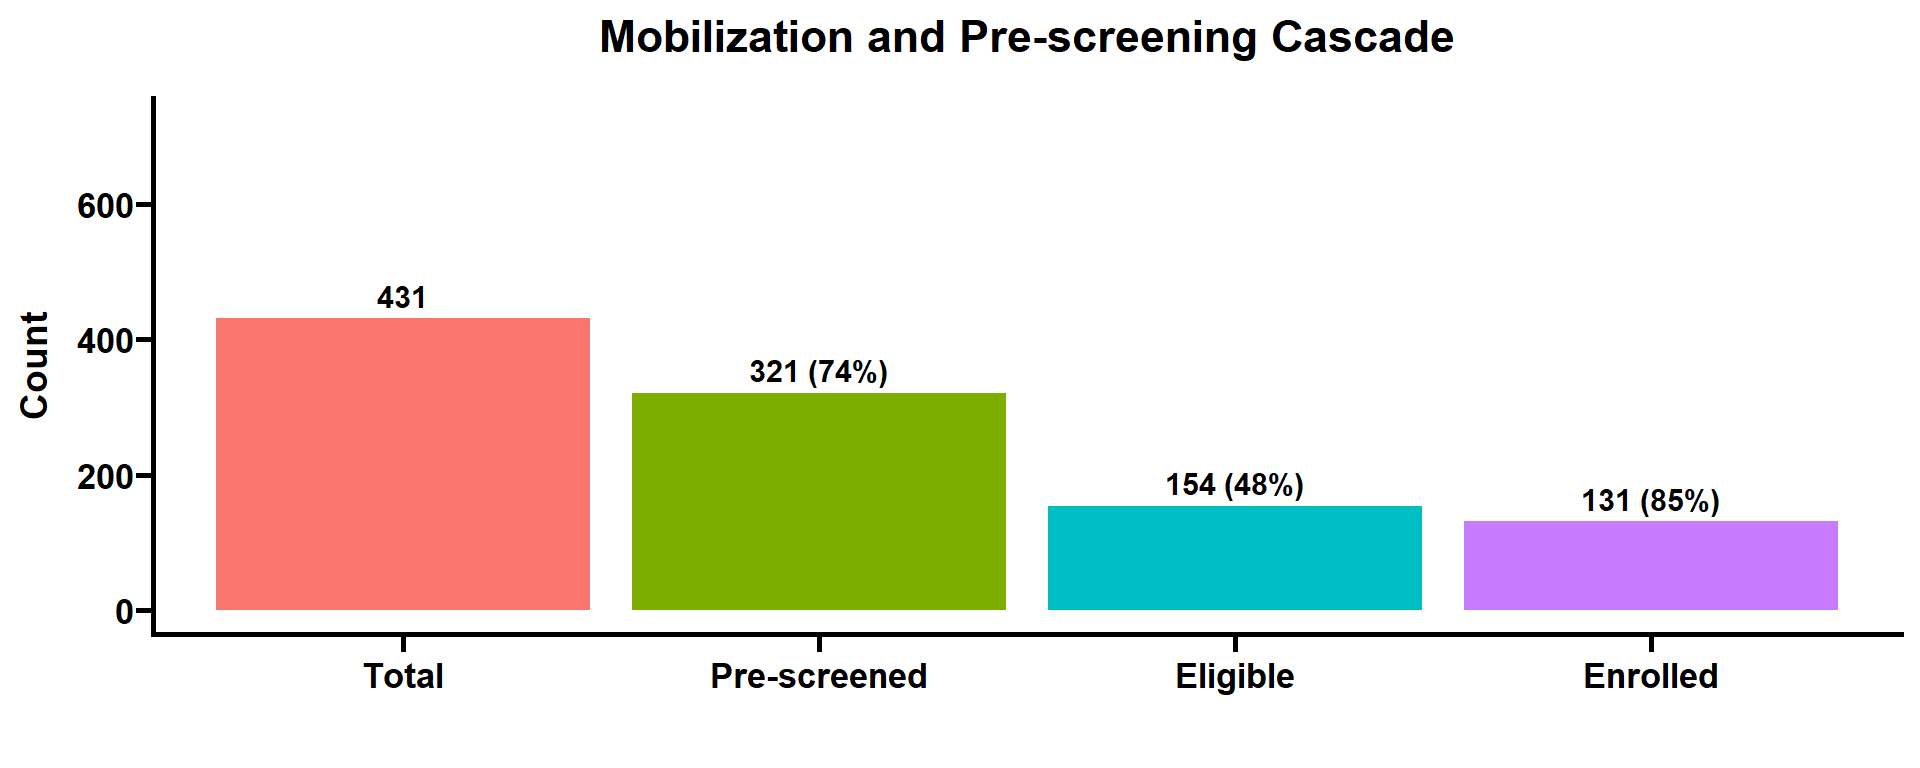 Mobilization and Pre-screening Cascade
Count
600
400
200
0
431
321 (74%)
154 (48%)
131 (85%)
Total
Pre-screened
Eligible
Enrolled